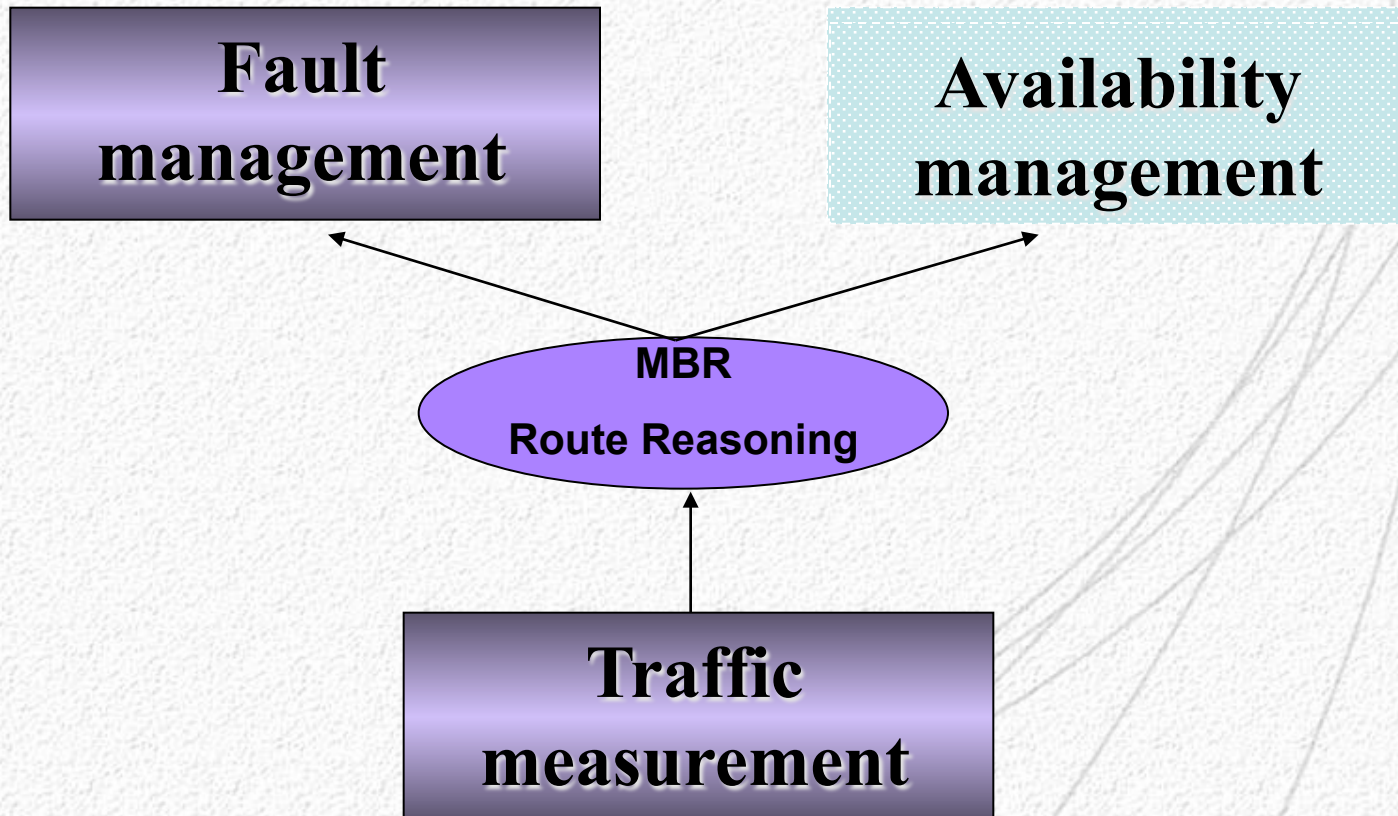 Fault
management
Availability
management
MBR
Route Reasoning
Traffic
measurement